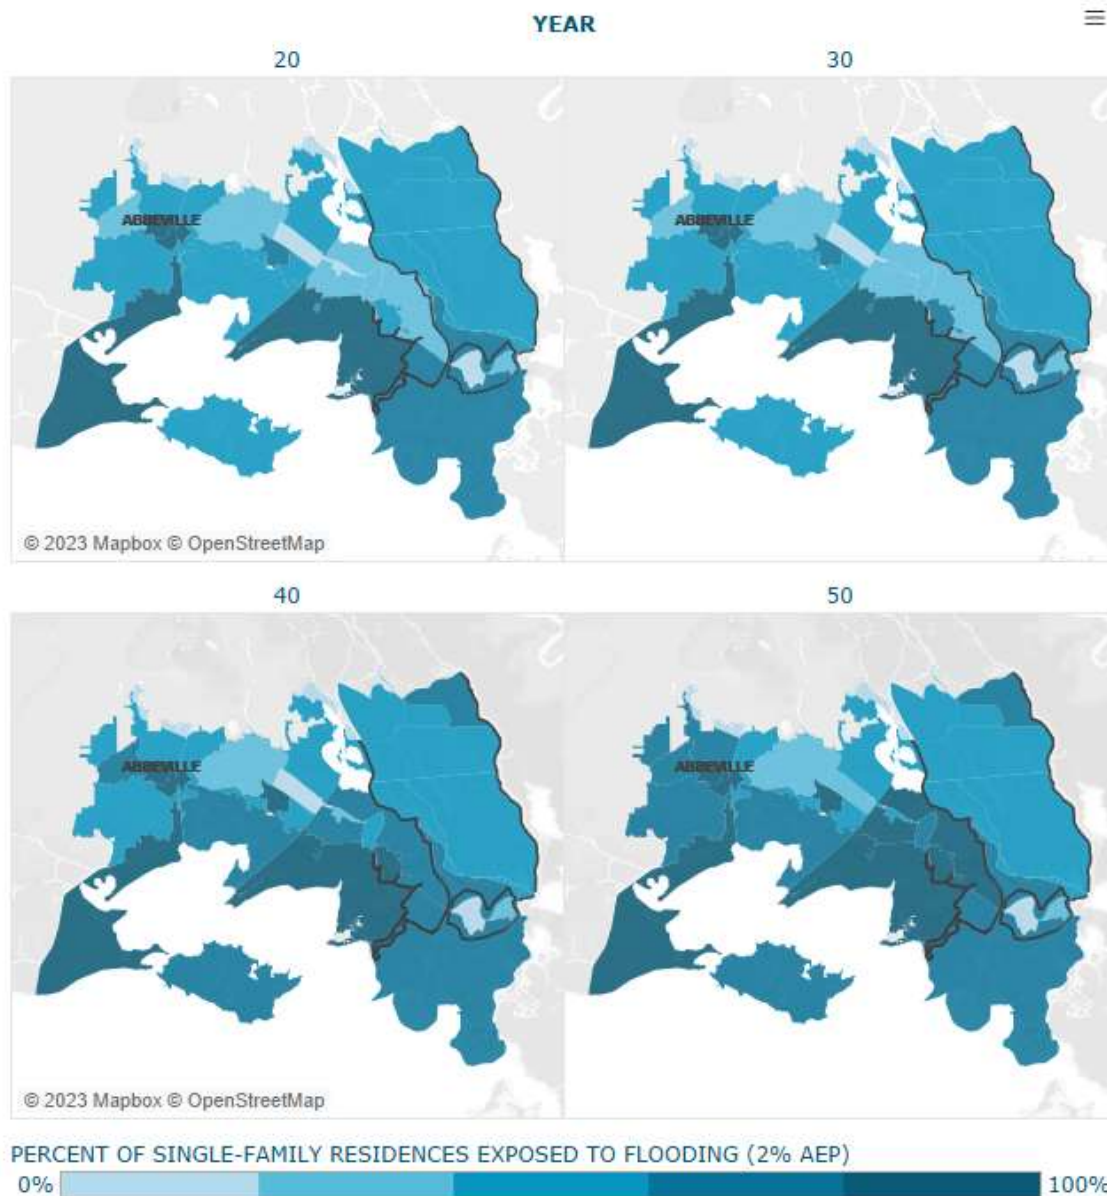 YEAR
20
30
ABBEVILLE
ABBEVILLE
© 2023 Mapbox © OpenStreetMap
40
50
ABBEVILLE
ABBEVILLE
© 2023 Mapbox © OpenStreetMap
PERCENT OF SINGLE-FAMILY RESIDENCES EXPOSED TO FLOODING (2% AEP)
0% 100%